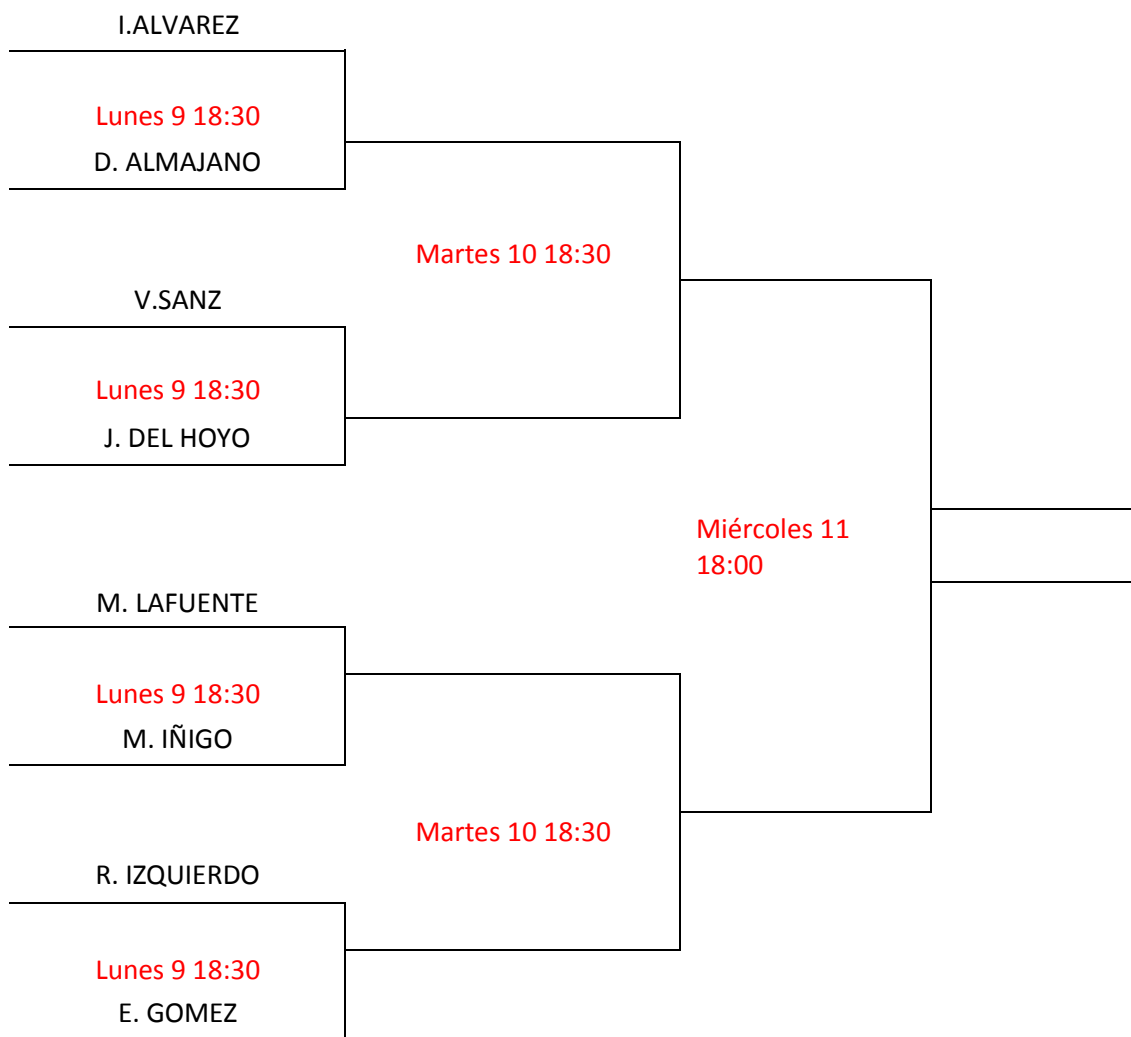 I.ALVAREZ
Lunes 9 18:30
D. ALMAJANO
Martes 10 18:30
V.SANZ
Lunes 9 18:30
J. DEL HOYO
Miércoles 11
18:00
M. LAFUENTE
Lunes 9 18:30
M. IÑIGO
Martes 10 18:30
R. IZQUIERDO
Lunes 9 18:30
E. GOMEZ